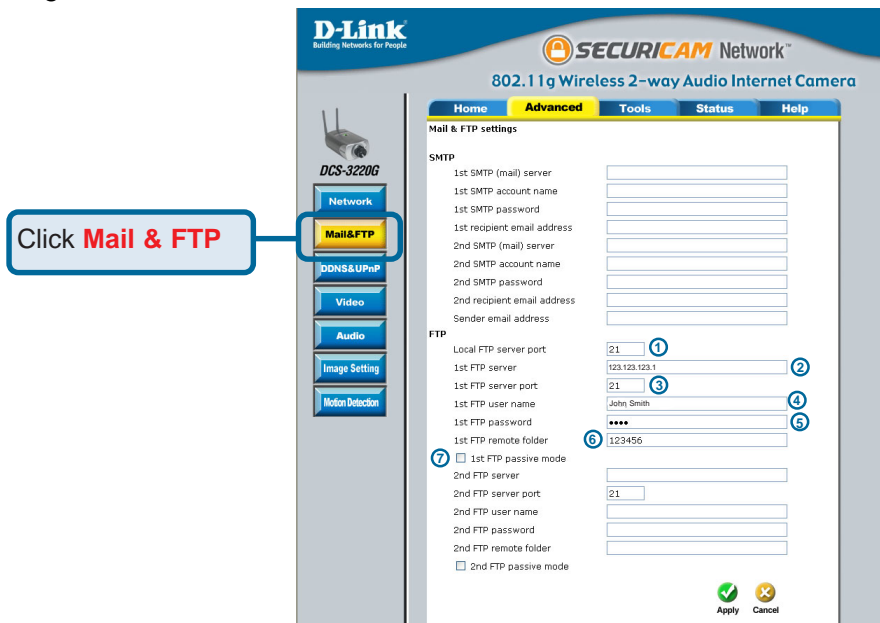 D-Link
Building Networks for People
SECURICAM Network™
802.11g Wireless 2-way Audio Internet Camera
Home Advanced Tools Status Help
DCS-3220G
Network
Mail&FTP
DDNS&UPnP
Video
Audio
Image Setting
Motion Detection
Click Mail & FTP
Mail & FTP settings
SMTP
1st SMTP (mail) server
1st SMTP account name
1st SMTP password
1st recipient email address
2nd SMTP (mail) server
2nd SMTP account name
2nd SMTP password
2nd recipient email address
Sender email address
FTP
Local FTP server port 21 1
1st FTP server 123.123.123.1 2
1st FTP server port 21 3
1st FTP user name John Smith 4
1st FTP password •••• 5
1st FTP remote folder 6 123456
7 1st FTP passive mode
2nd FTP server
2nd FTP server port 21
2nd FTP user name
2nd FTP password
2nd FTP remote folder
2nd FTP passive mode
Apply Cancel